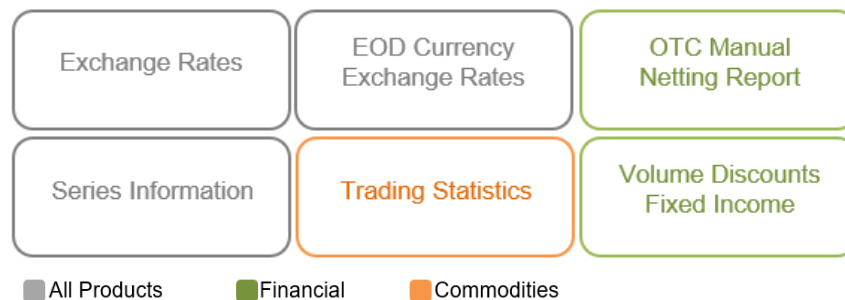 Exchange Rates
EOD Currency
Exchange Rates
OTC Manual
Netting Report
Series Information
Trading Statistics
Volume Discounts
Fixed Income
All Products
Financial
Commodities